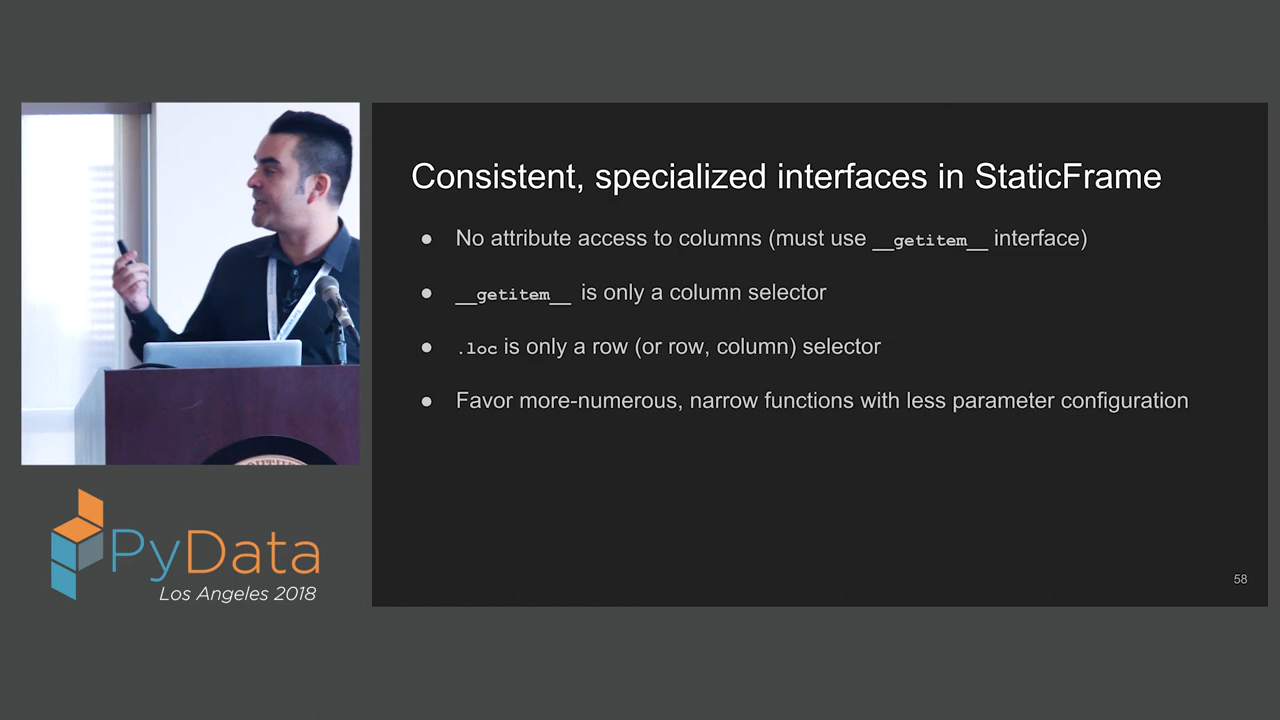 Consistent, specialized interfaces in StaticFrame
● No attribute access to columns (must use __getitem__ interface)
● __getitem__ is only a column selector
● .loc is only a row (or row, column) selector
● Favor more-numerous, narrow functions with less parameter configuration
58
PyData
Los Angeles 2018